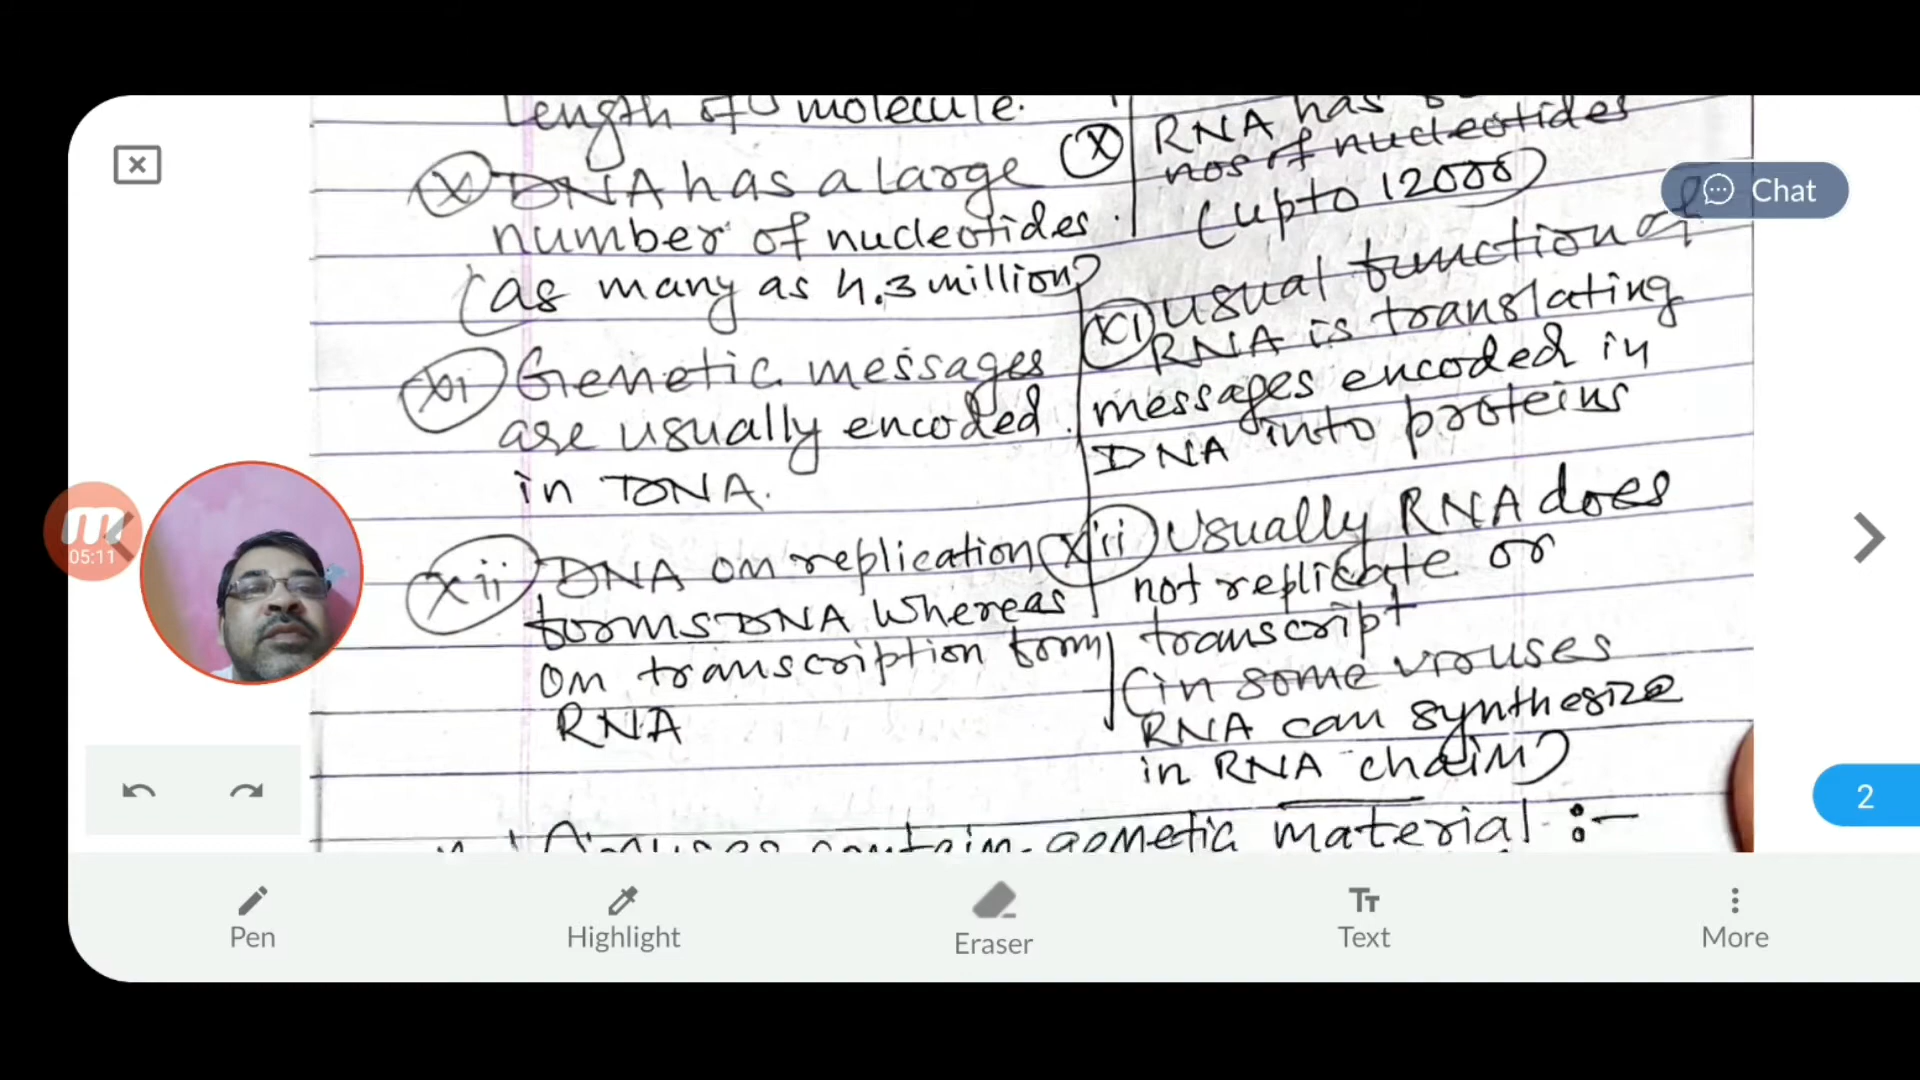 Length of molecule.
(x) DNA has a large
number of nucleotides.
(as many as 4.3 million)
(xi) Genetic messages
are usually encoded.
in DNA.
(xii) DNA on replication
forms DNA whereas
on transcription form
RNA
(x) RNA has
nos of nucleotides
(upto 12000)
(xi) usual function of
RNA is translating
messages encoded in
DNA into proteins
(xii) Usually RNA does
not replicate or
transcript
(in some viruses
RNA can synthesize
in RNA chain)
contain genetic material :-
Chat
05:11
2
Pen
Highlight
Eraser
Text
More